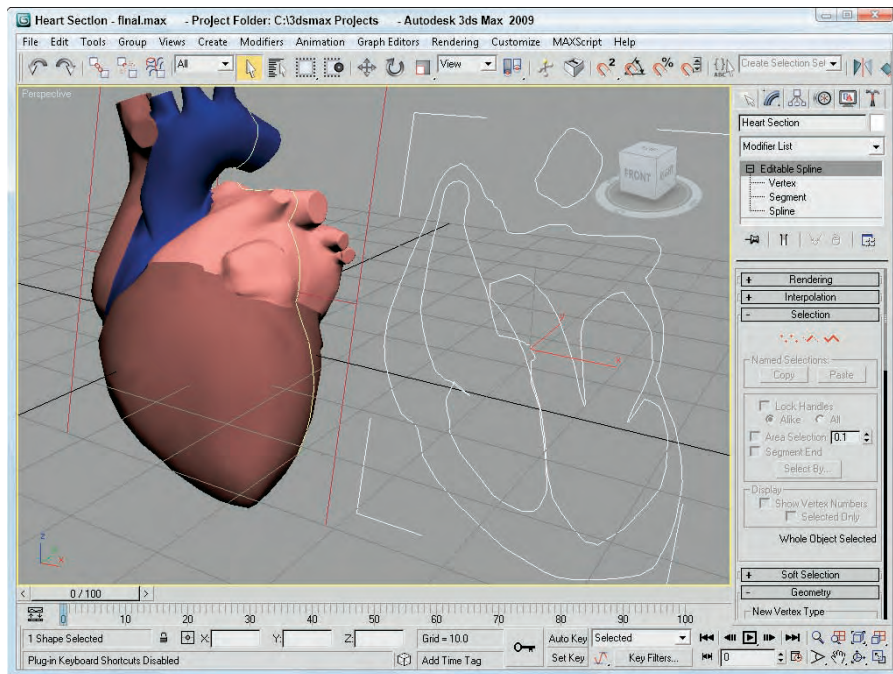 Heart Section - final.max - Project Folder: C:\3dsmax Projects - Autodesk 3ds Max 2009
File Edit Tools Group Views Create Modifiers Animation Graph Editors Rendering Customize MAXScript Help
All View Create Selection Set
Perspective
FRONT
Heart Section
Modifier List
Editable Spline
Vertex
Segment
Spline
+ Rendering
+ Interpolation
- Selection
Named Selections:
Copy Paste
Lock Handles
Alike All
Area Selection: 0.1
Segment End
Select By...
Display
Show Vertex Numbers
Selected Only
Whole Object Selected
+ Soft Selection
- Geometry
New Vertex Type
z
y
x
x
y
< 0 / 100 >
0 10 20 30 40 50 60 70 80 90 100
1 Shape Selected X: Y: Z: Grid = 10.0 Auto Key Selected
Plug-in Keyboard Shortcuts Disabled Add Time Tag Set Key Key Filters... 0